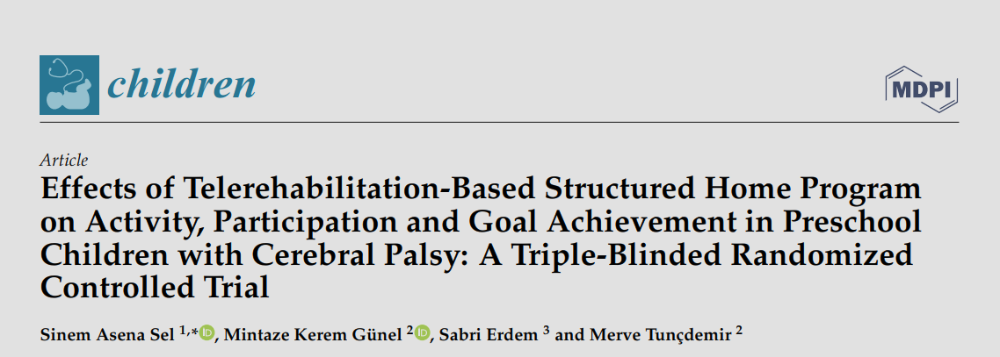 children
MDPI
Article
Effects of Telerehabilitation-Based Structured Home Program
on Activity, Participation and Goal Achievement in Preschool
Children with Cerebral Palsy: A Triple-Blinded Randomized
Controlled Trial
Sinem Asena Sel 1,* iD, Mintaze Kerem Günel 2 iD, Sabri Erdem 3 and Merve Tunçdemir 2